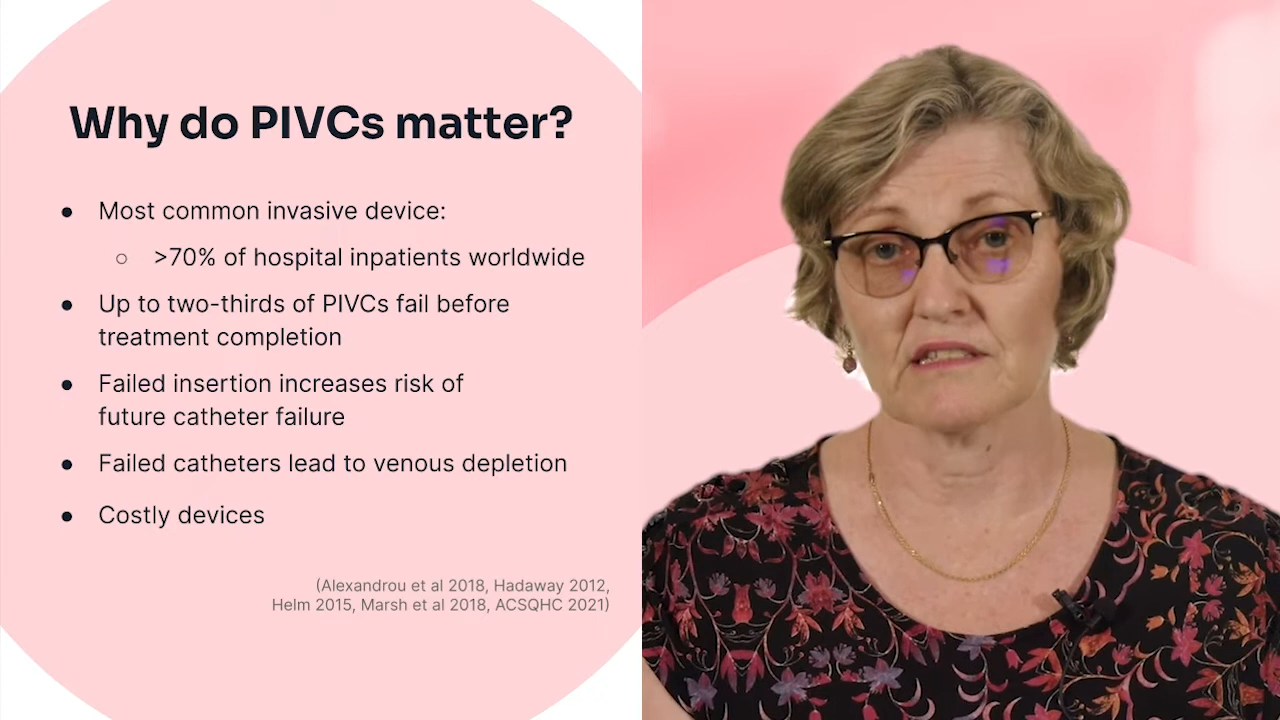 Why do PIVCs matter?
● Most common invasive device:
○ >70% of hospital inpatients worldwide
● Up to two-thirds of PIVCs fail before
treatment completion
● Failed insertion increases risk of
future catheter failure
● Failed catheters lead to venous depletion
● Costly devices
(Alexandrou et al 2018, Hadaway 2012,
Helm 2015, Marsh et al 2018, ACSQHC 2021)